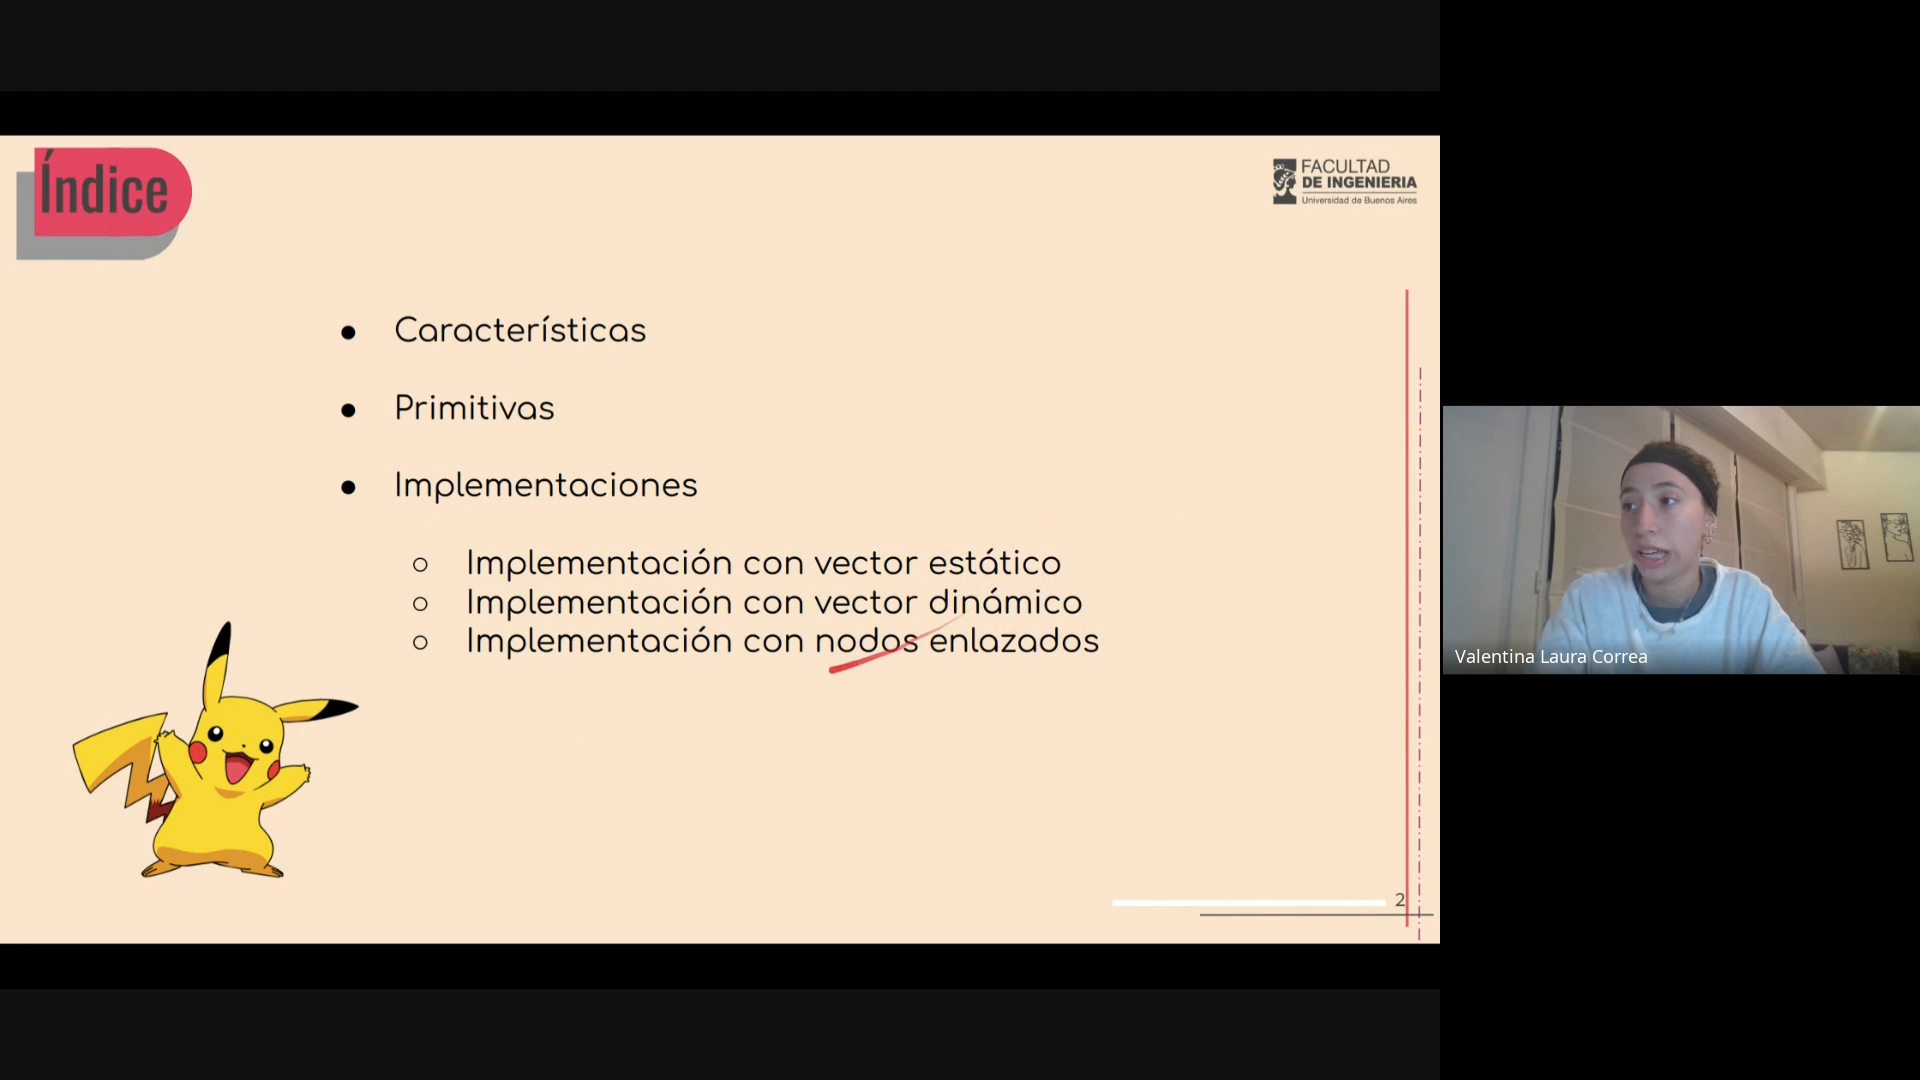 Índice
FACULTAD
DE INGENIERIA
Universidad de Buenos Aires
● Características
● Primitivas
● Implementaciones
○ Implementación con vector estático
○ Implementación con vector dinámico
○ Implementación con nodos enlazados
2
Valentina Laura Correa